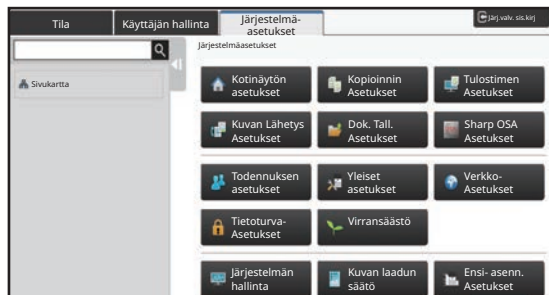 Tila
Käyttäjän hallinta
Järjestelmä-
asetukset
Järj.valv. sis.kirj
Järjestelmäasetukset
Sivukartta
Kotinäytön
asetukset
Kopioinnin
Asetukset
Tulostimen
Asetukset
Kuvan Lähetys
Asetukset
Dok. Tall.
Asetukset
Sharp OSA
Asetukset
Todennuksen
asetukset
Yleiset
asetukset
Verkko-
Asetukset
Tietoturva-
Asetukset
Virransäästö
Järjestelmän
hallinta
Kuvan laadun
säätö
Ensi- asenn.
Asetukset